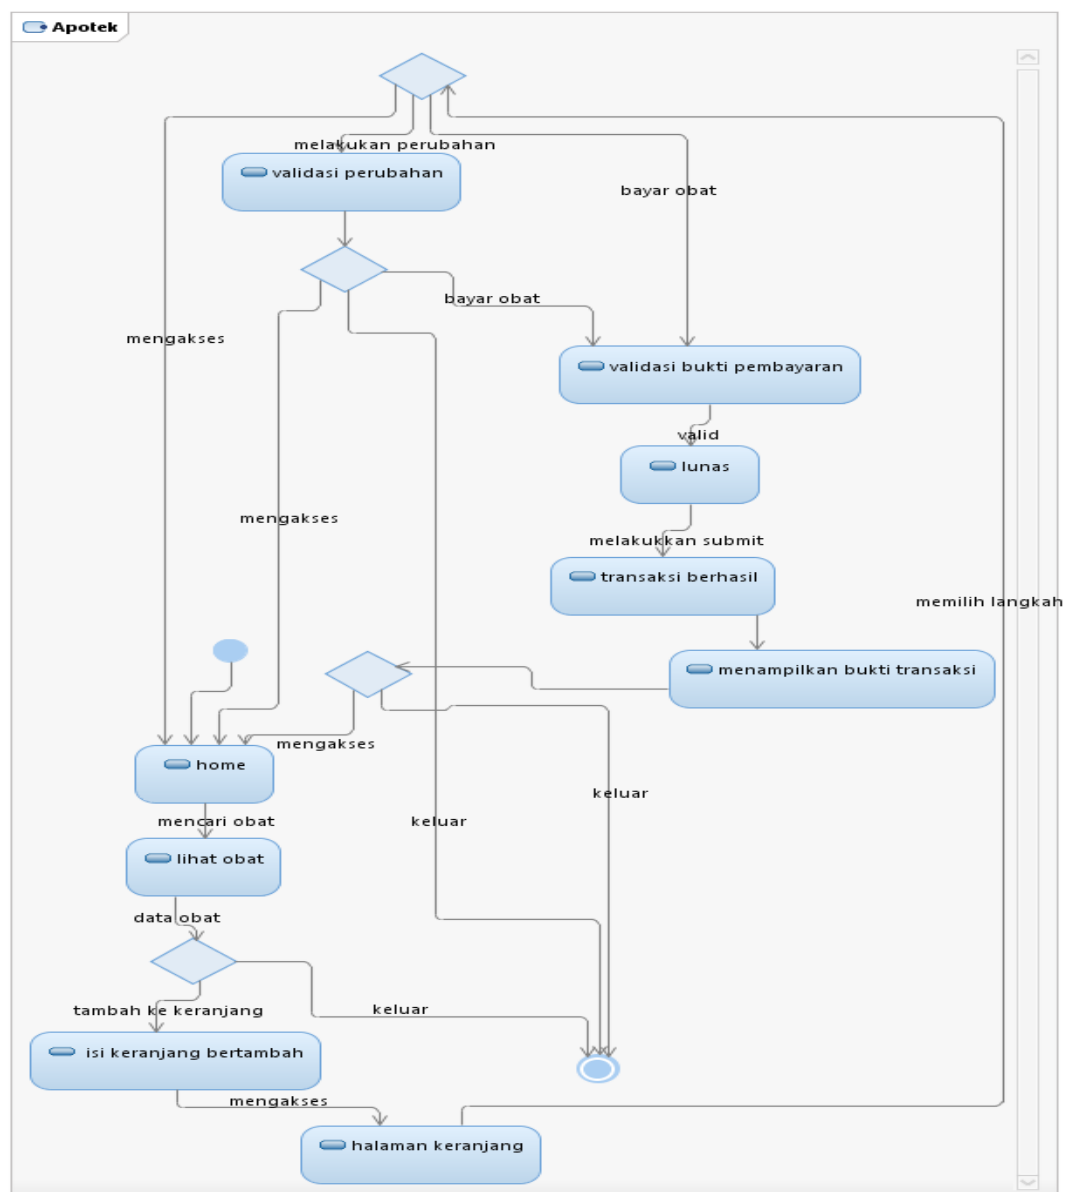 Apotek
melakukan perubahan
validasi perubahan
bayar obat
bayar obat
mengakses
validasi bukti pembayaran
valid
lunas
mengakses
melakukkan submit
transaksi berhasil
memilih langkah
menampilkan bukti transaksi
mengakses
home
keluar
mencari obat
keluar
lihat obat
data obat
tambah ke keranjang
keluar
isi keranjang bertambah
mengakses
halaman keranjang